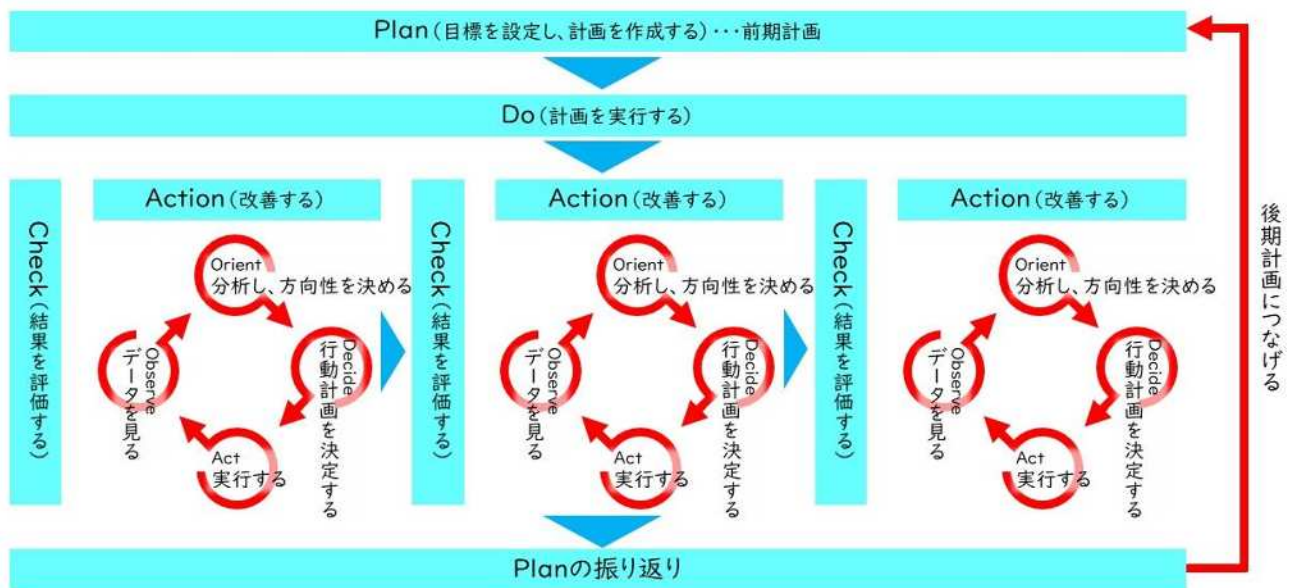 Plan(目標を設定し、計画を作成する)・・・前期計画
Do(計画を実行する)
Check(結果を評価する)
Action(改善する)
Orient
分析し、方向性を決める
Decide
行動計画を決定する
Act
実行する
Observe
データを見る
Check(結果を評価する)
Action(改善する)
Orient
分析し、方向性を決める
Decide
行動計画を決定する
Act
実行する
Observe
データを見る
Check(結果を評価する)
Action(改善する)
Orient
分析し、方向性を決める
Decide
行動計画を決定する
Act
実行する
Observe
データを見る
Planの振り返り
後期計画につなげる